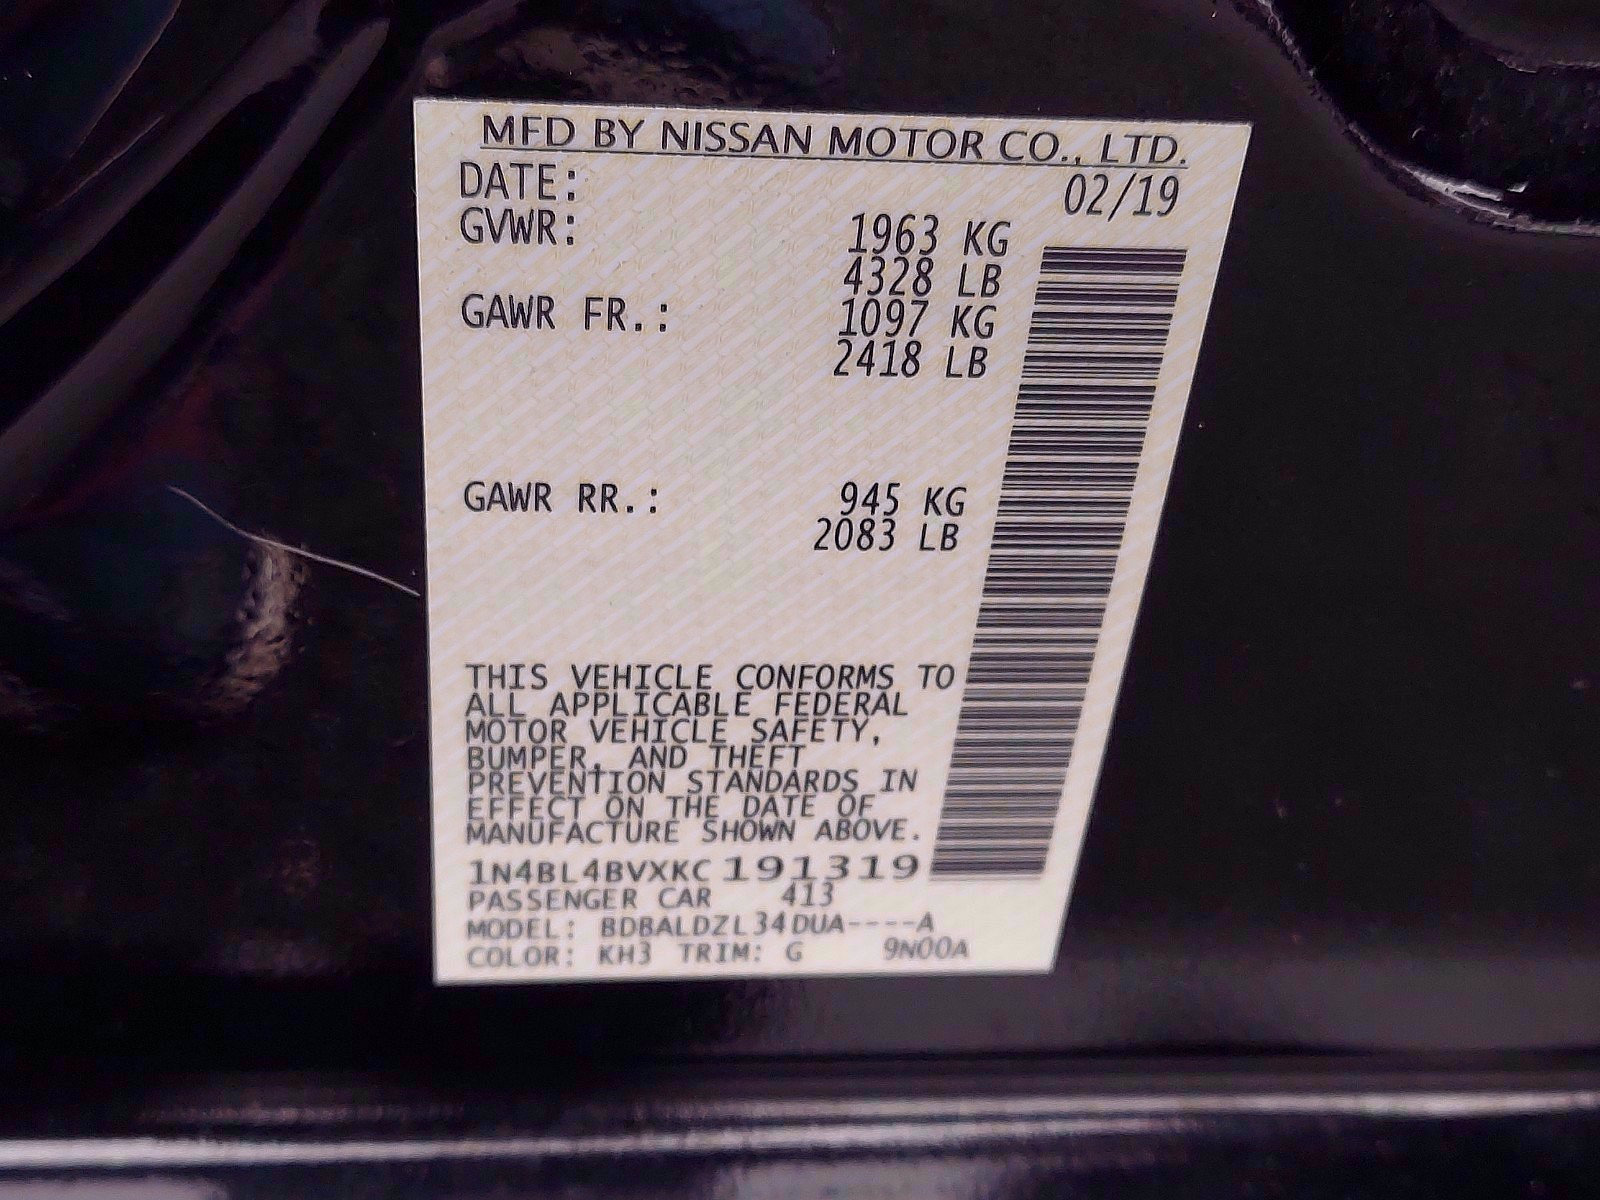 MFD BY NISSAN MOTOR CO., LTD.
DATE: 02/19
GVWR: 1963 KG
4328 LB
GAWR FR.: 1097 KG
2418 LB
GAWR RR.: 945 KG
2083 LB
THIS VEHICLE CONFORMS TO
ALL APPLICABLE FEDERAL
MOTOR VEHICLE SAFETY,
BUMPER, AND THEFT
PREVENTION STANDARDS IN
EFFECT ON THE DATE OF
MANUFACTURE SHOWN ABOVE.
1N4BL4BVXKC191319
PASSENGER CAR 413
MODEL: BDBALDZL34DUA----A
COLOR: KH3 TRIM: G 9N00A